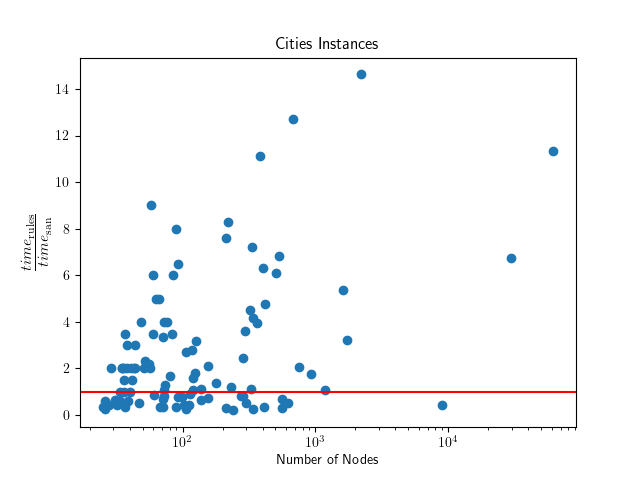 Cities Instances
time_rules
time_san
14
12
10
8
6
4
2
0
10^2
10^3
10^4
Number of Nodes